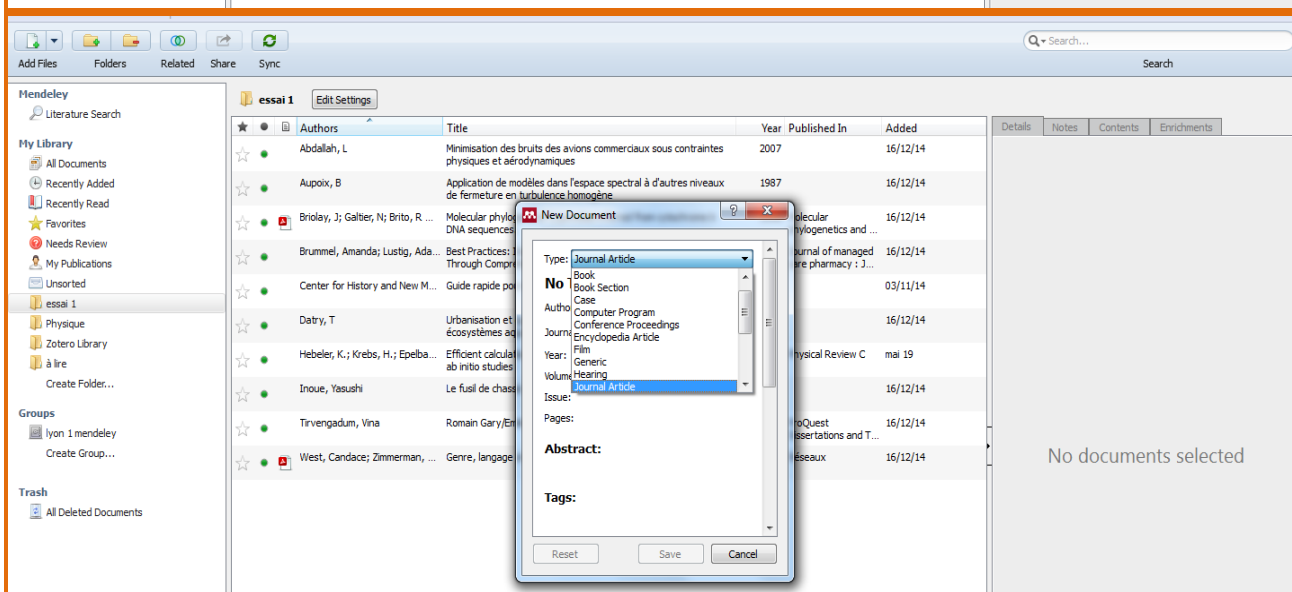 Search...
Add Files Folders Related Share Sync Search
Mendeley
Literature Search
My Library
All Documents
Recently Added
Recently Read
Favorites
Needs Review
My Publications
Unsorted
essai 1
Physique
Zotero Library
à lire
Create Folder...
Groups
lyon 1 mendeley
Create Group...
Trash
All Deleted Documents
essai 1 Edit Settings
Authors Title Year Published In Added
Abdallah, L Minimisation des bruits des avions commerciaux sous contraintes 2007 16/12/14
physiques et aérodynamiques
Aupoix, B Application de modèles dans l'espace spectral à d'autres niveaux 1987 16/12/14
de fermeture en turbulence homogène
Briolay, J; Galtier, N; Brito, R ... Molecular phylog olecular 16/12/14
DNA sequences hylogenetics and ...
Brummel, Amanda; Lustig, Ada... Best Practices: I ournal of managed 16/12/14
Through Compre are pharmacy : J...
Center for History and New M... Guide rapide po 03/11/14
Datry, T Urbanisation et 16/12/14
écosystèmes aq
Hebeler, K.; Krebs, H.; Epelba... Efficient calculat hysical Review C mai 19
ab initio studies
Inoue, Yasushi Le fusil de chass 16/12/14
Tirvengadum, Vina Romain Gary/Em roQuest 16/12/14
issertations and T...
West, Candace; Zimmerman, ... Genre, langage éseaux 16/12/14
New Document
Type: Journal Article
Book
No T Book Section
Case
Autho Computer Program
Conference Proceedings
Journa Encyclopedia Article
Film
Year: Generic
Volume Hearing
Journal Article
Issue:
Pages:
Abstract:
Tags:
Reset Save Cancel
Details Notes Contents Enrichments
No documents selected